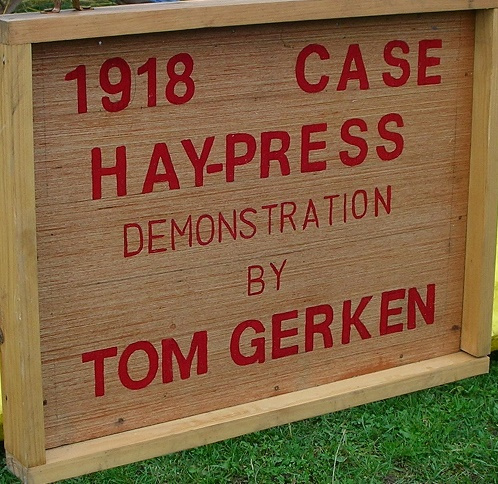 1918 CASE
HAY-PRESS
DEMONSTRATION
BY
TOM GERKEN